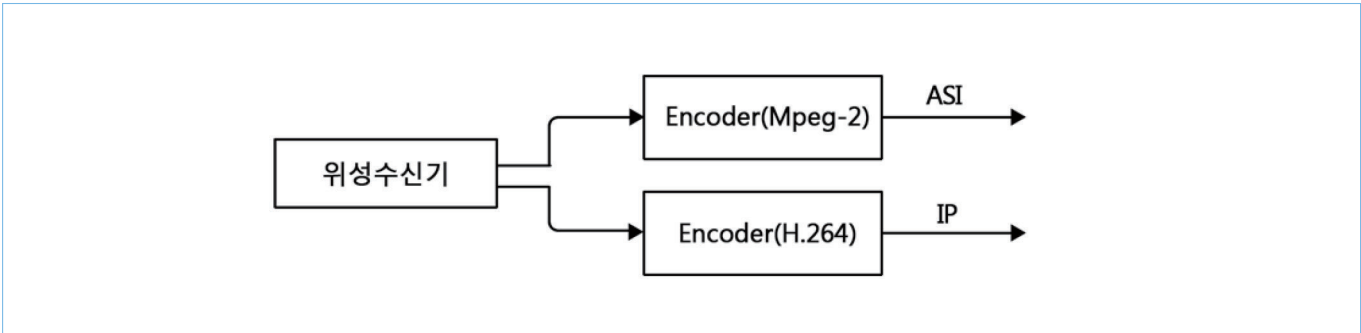 위성수신기
Encoder(Mpeg-2)
ASI
Encoder(H.264)
IP